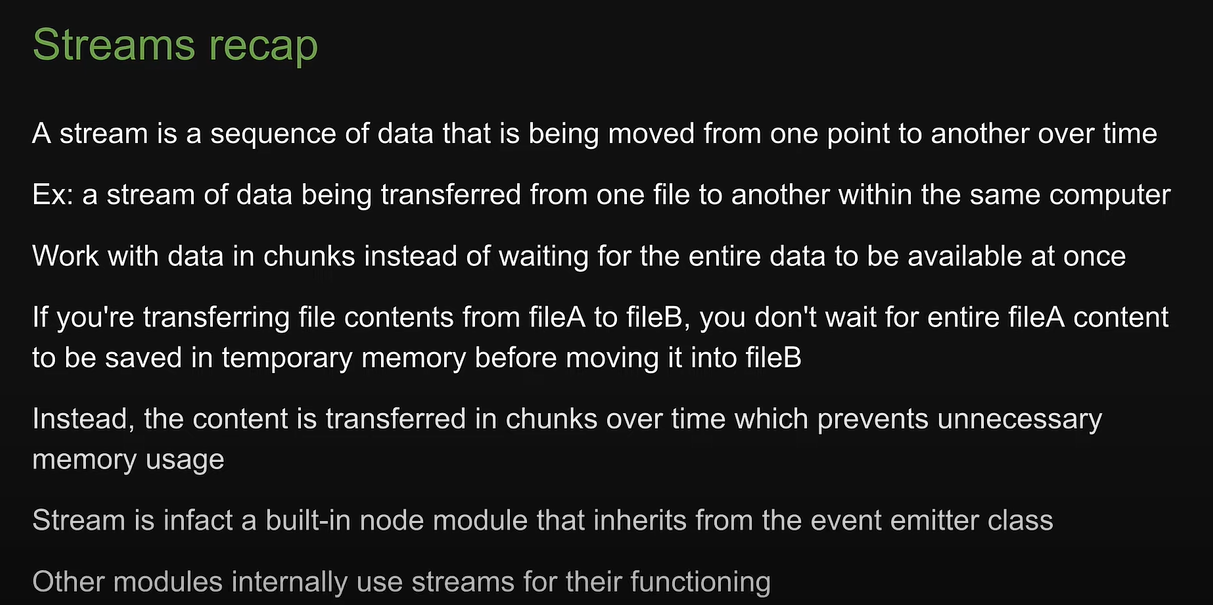 Streams recap
A stream is a sequence of data that is being moved from one point to another over time
Ex: a stream of data being transferred from one file to another within the same computer
Work with data in chunks instead of waiting for the entire data to be available at once
If you're transferring file contents from fileA to fileB, you don't wait for entire fileA content
to be saved in temporary memory before moving it into fileB
Instead, the content is transferred in chunks over time which prevents unnecessary
memory usage
Stream is infact a built-in node module that inherits from the event emitter class
Other modules internally use streams for their functioning